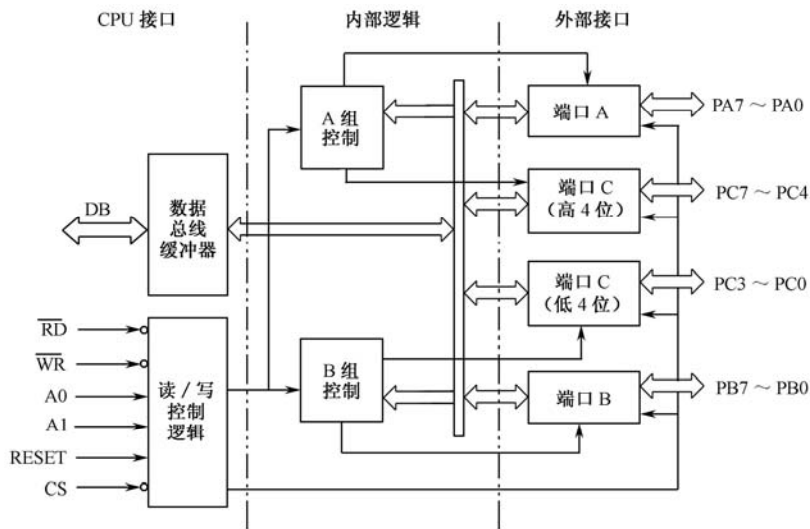 CPU 接口
内部逻辑
外部接口
A 组
控制
端口 A
PA7 ~ PA0
端口 C
(高 4 位)
PC7 ~ PC4
DB
数据
总线
缓冲器
端口 C
(低 4 位)
PC3 ~ PC0
RD
WR
A0
A1
RESET
CS
读/写
控制
逻辑
B 组
控制
端口 B
PB7 ~ PB0